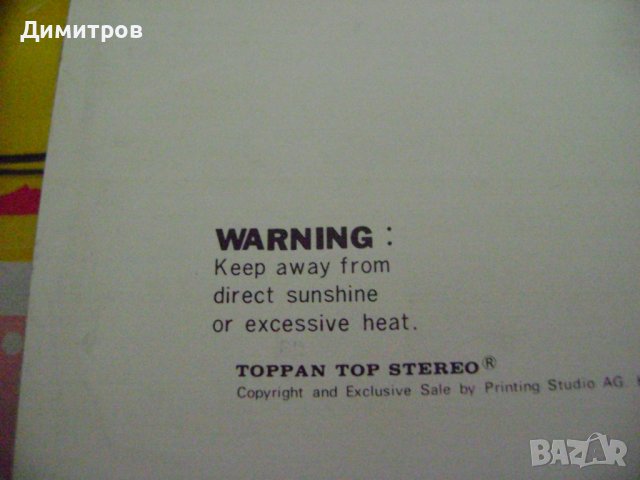 Димитров
WARNING :
Keep away from
direct sunshine
or excessive heat.
TOPPAN TOP STEREO®
Copyright and Exclusive Sale by Printing Studio AG.
BAZAR